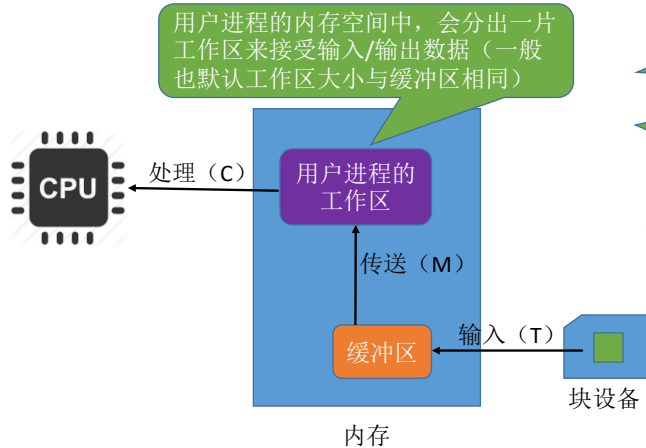 用户进程的内存空间中，会分出一片
工作区来接受输入/输出数据（一般
也默认工作区大小与缓冲区相同）
CPU
处理（C）
用户进程的
工作区
传送（M）
缓冲区
输入（T）
块设备
内存